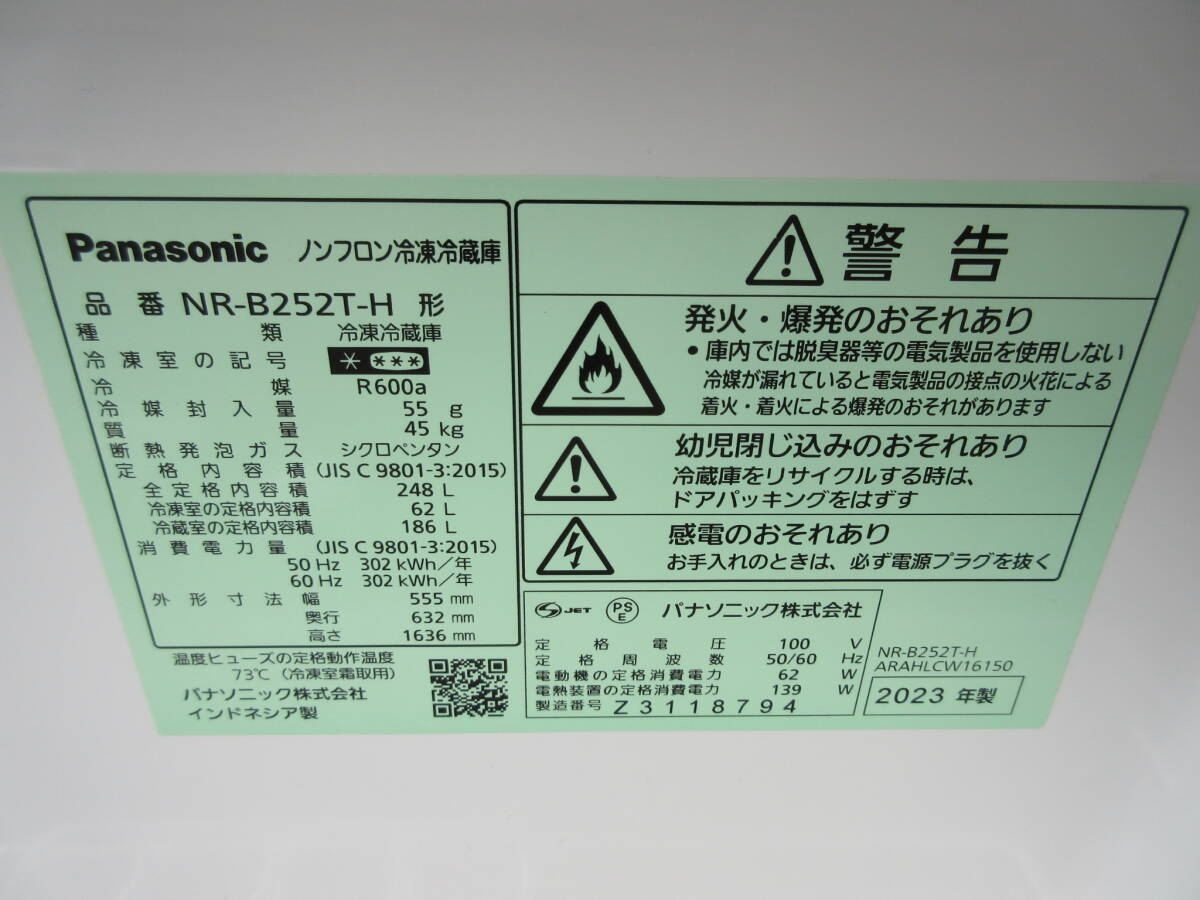 Panasonic ノンフロン冷凍冷蔵庫
品番 NR-B252T-H 形
種類 冷凍冷蔵庫
冷凍室の記号 * ***
冷媒 R600a
冷媒封入量 55 g
質量 45 kg
断熱発泡ガス シクロペンタン
定格内容積 (JIS C 9801-3:2015)
全定格内容積 248 L
冷凍室の定格内容積 62 L
冷蔵室の定格内容積 186 L
消費電力量 (JIS C 9801-3:2015)
50 Hz 302 kWh/年
60 Hz 302 kWh/年
外形寸法 幅 555 mm
奥行 632 mm
高さ 1636 mm
温度ヒューズの定格動作温度
73℃(冷凍室霜取用)
パナソニック株式会社
インドネシア製
警告
発火・爆発のおそれあり
• 庫内では脱臭器等の電気製品を使用しない
冷媒が漏れていると電気製品の接点の火花による
着火・着火による爆発のおそれがあります
幼児閉じ込みのおそれあり
冷蔵庫をリサイクルする時は、
ドアパッキングをはずす
感電のおそれあり
お手入れのときは、必ず電源プラグを抜く
JET PSE パナソニック株式会社
定格電圧 100 V
定格周波数 50/60 Hz
電動機の定格消費電力 62 W
電熱装置の定格消費電力 139 W
製造番号 Z3118794
NR-B252T-H
ARAHLCW16150
2023 年製